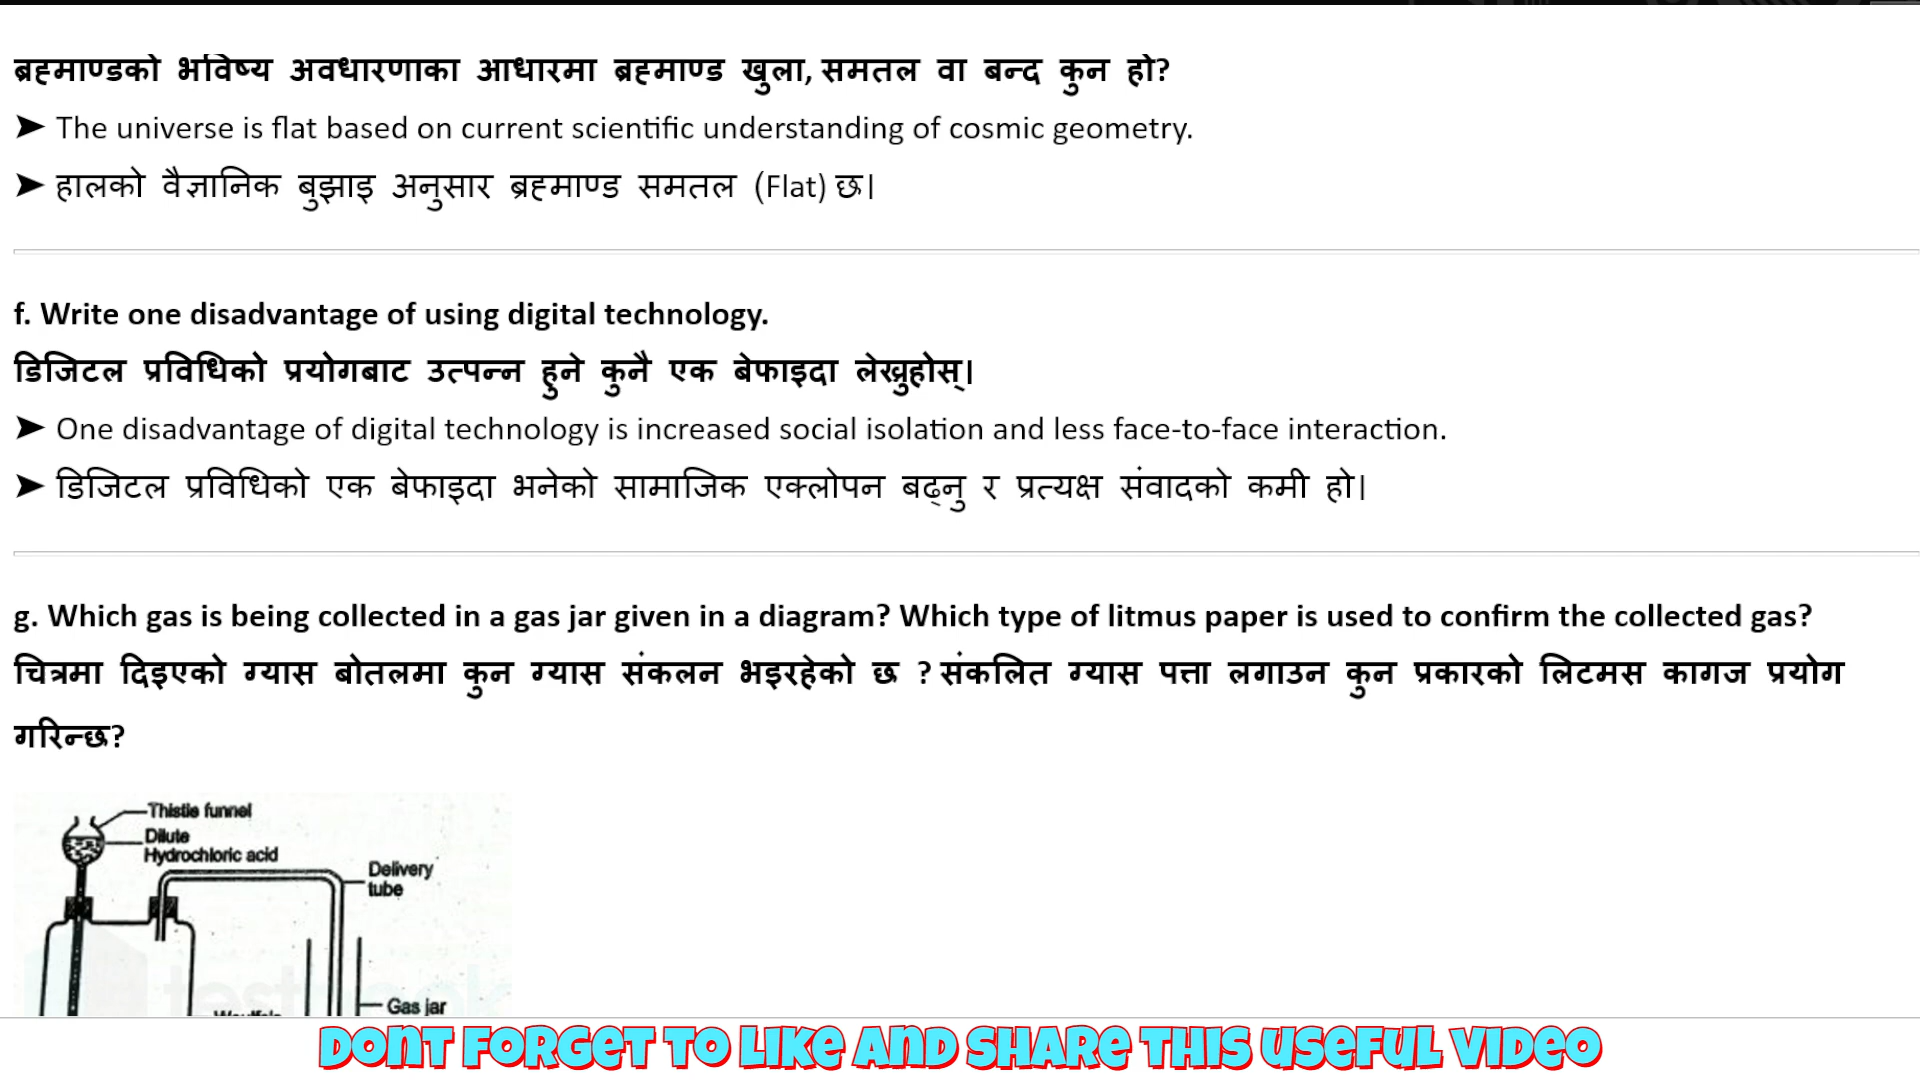 ब्रह्माण्डको भविष्य अवधारणाका आधारमा ब्रह्माण्ड खुला, समतल वा बन्द कुन हो?
➤ The universe is flat based on current scientific understanding of cosmic geometry.
➤ हालको वैज्ञानिक बुझाइ अनुसार ब्रह्माण्ड समतल (Flat) छ।
f. Write one disadvantage of using digital technology.
डिजिटल प्रविधिको प्रयोगबाट उत्पन्न हुने कुनै एक बेफाइदा लेख्नुहोस्।
➤ One disadvantage of digital technology is increased social isolation and less face-to-face interaction.
➤ डिजिटल प्रविधिको एक बेफाइदा भनेको सामाजिक एक्लोपन बढ्नु र प्रत्यक्ष संवादको कमी हो।
g. Which gas is being collected in a gas jar given in a diagram? Which type of litmus paper is used to confirm the collected gas?
चित्रमा दिइएको ग्यास बोतलमा कुन ग्यास संकलन भइरहेको छ ? संकलित ग्यास पत्ता लगाउन कुन प्रकारको लिटमस कागज प्रयोग
गरिन्छ?
Thistle funnel
Dilute
Hydrochloric acid
Delivery
tube
Gas jar
DONT FORGET TO LIKE AND SHARE THIS USEFUL VIDEO